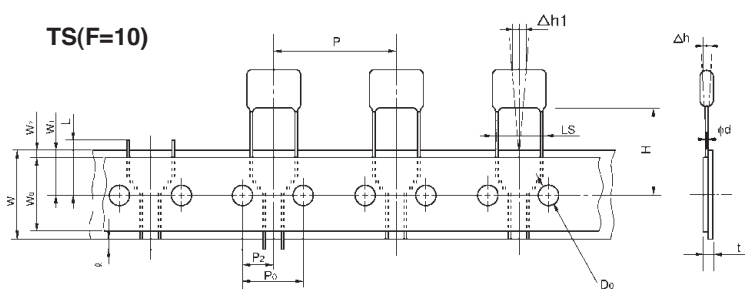 TS(F=10)
P
Δh1
Δh
W₂
W₁
L
LS
H
ϕd
W
W₀
P₂
P₀
D₀
t